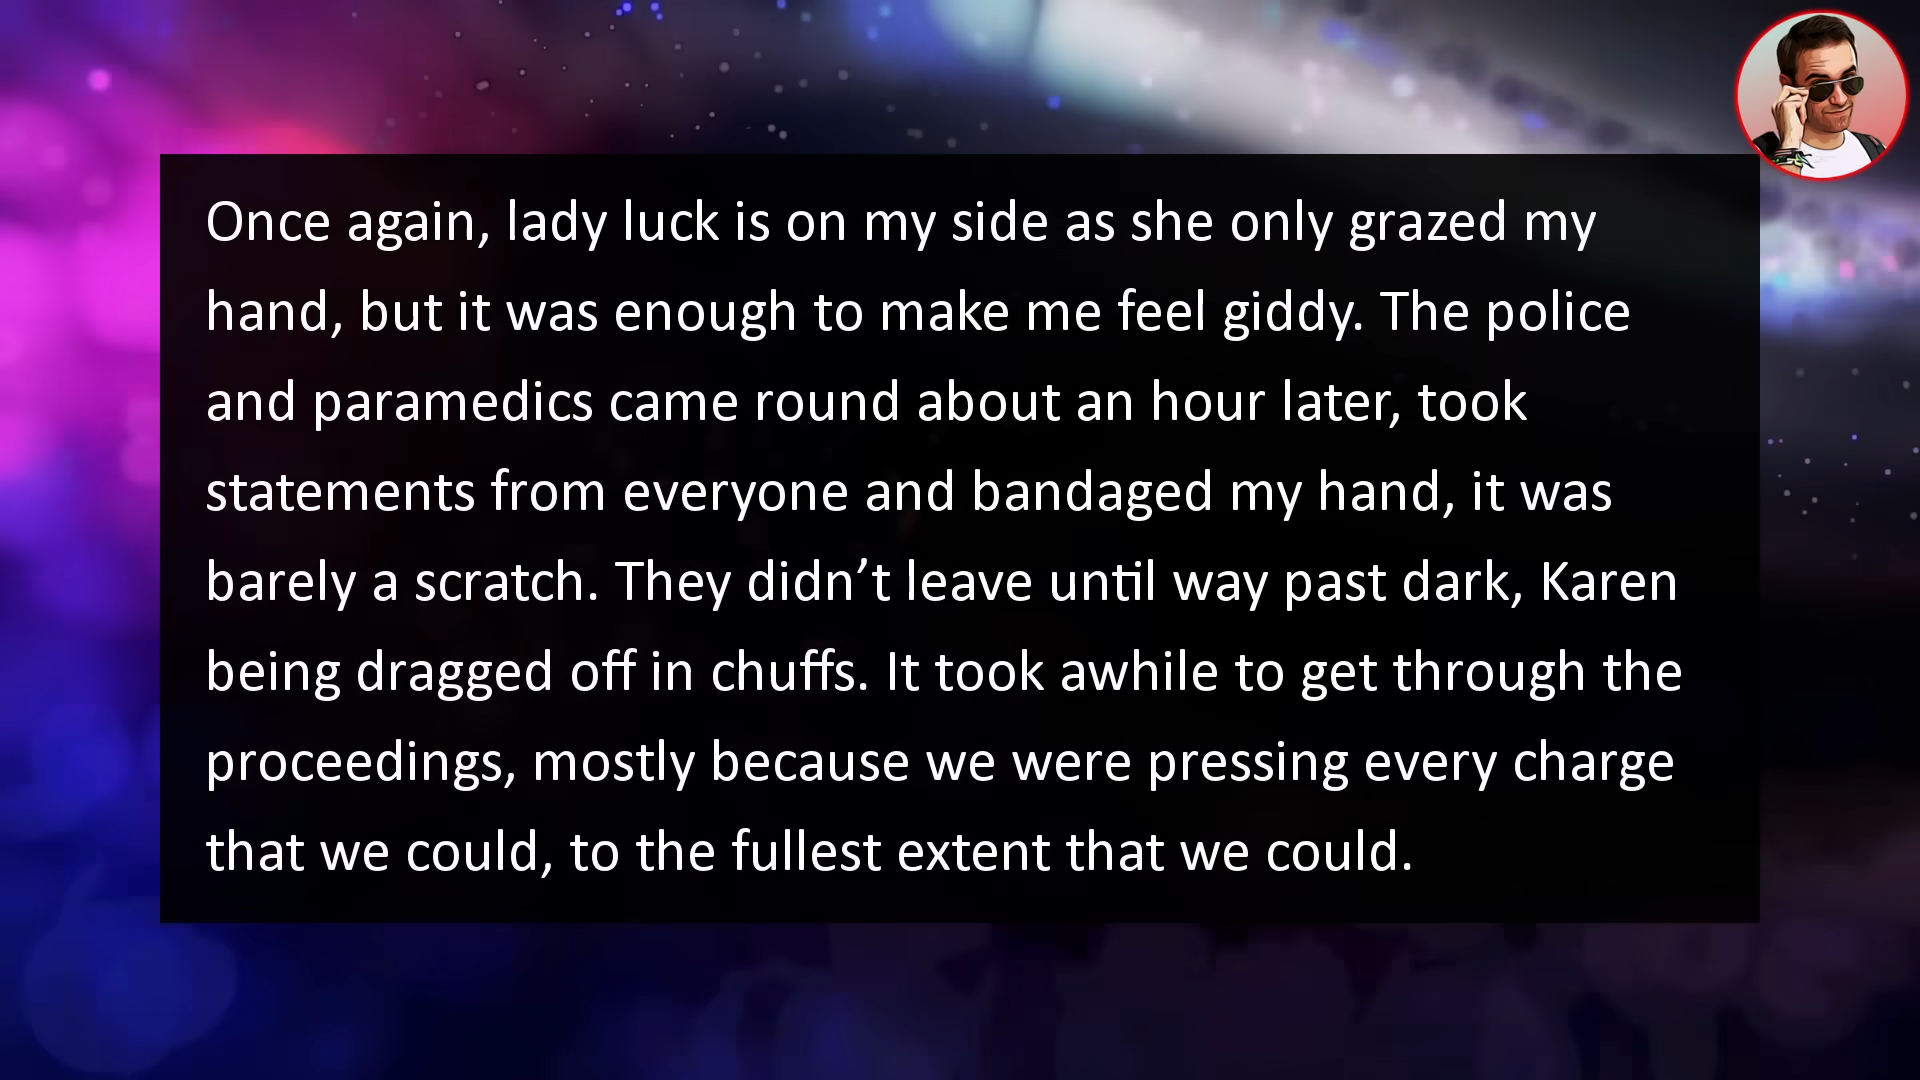 Once again, lady luck is on my side as she only grazed my
hand, but it was enough to make me feel giddy. The police
and paramedics came round about an hour later, took
statements from everyone and bandaged my hand, it was
barely a scratch. They didn’t leave until way past dark, Karen
being dragged off in chuffs. It took awhile to get through the
proceedings, mostly because we were pressing every charge
that we could, to the fullest extent that we could.